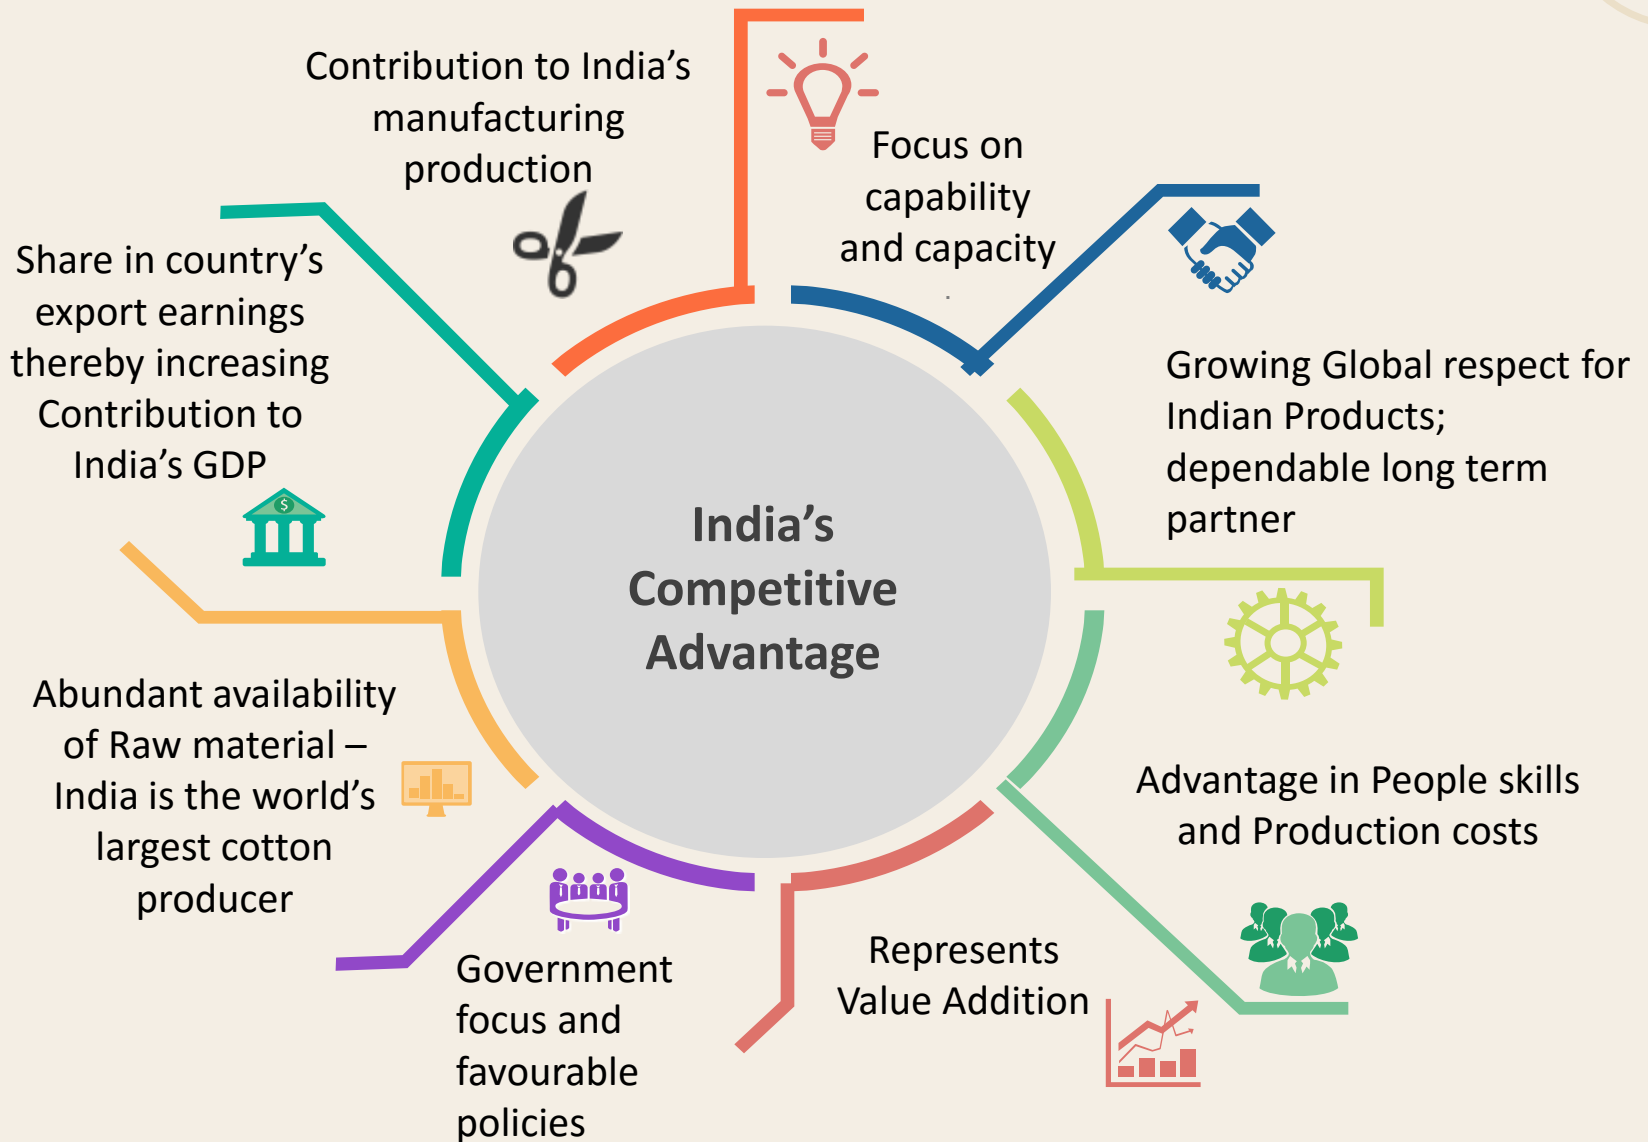 India’s
Competitive
Advantage
Contribution to India’s
manufacturing
production
Focus on
capability
and capacity
.
Growing Global respect for
Indian Products;
dependable long term
partner
Advantage in People skills
and Production costs
Represents
Value Addition
Government
focus and
favourable
policies
Abundant availability
of Raw material –
India is the world’s
largest cotton
producer
Share in country’s
export earnings
thereby increasing
Contribution to
India’s GDP
$